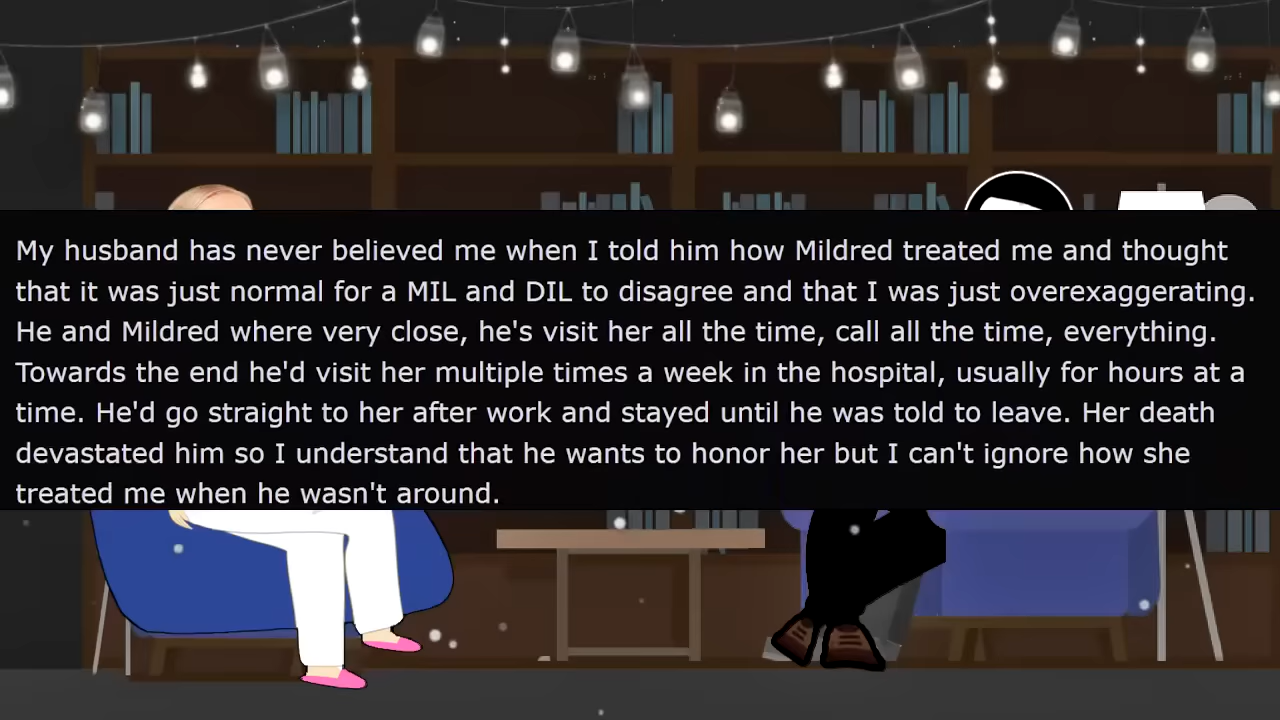 My husband has never believed me when I told him how Mildred treated me and thought
that it was just normal for a MIL and DIL to disagree and that I was just overexaggerating.
He and Mildred where very close, he's visit her all the time, call all the time, everything.
Towards the end he'd visit her multiple times a week in the hospital, usually for hours at a
time. He'd go straight to her after work and stayed until he was told to leave. Her death
devastated him so I understand that he wants to honor her but I can't ignore how she
treated me when he wasn't around.